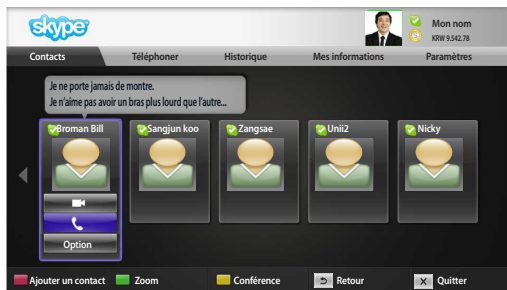 skype
Mon nom
KRW 9.542.78
Contacts Téléphoner Historique Mes informations Paramètres
Je ne porte jamais de montre.
Je n'aime pas avoir un bras plus lourd que l'autre...
Broman Bill Sangjun koo Zangsae Unii2 Nicky
Option
Ajouter un contact Zoom Conférence Retour X Quitter